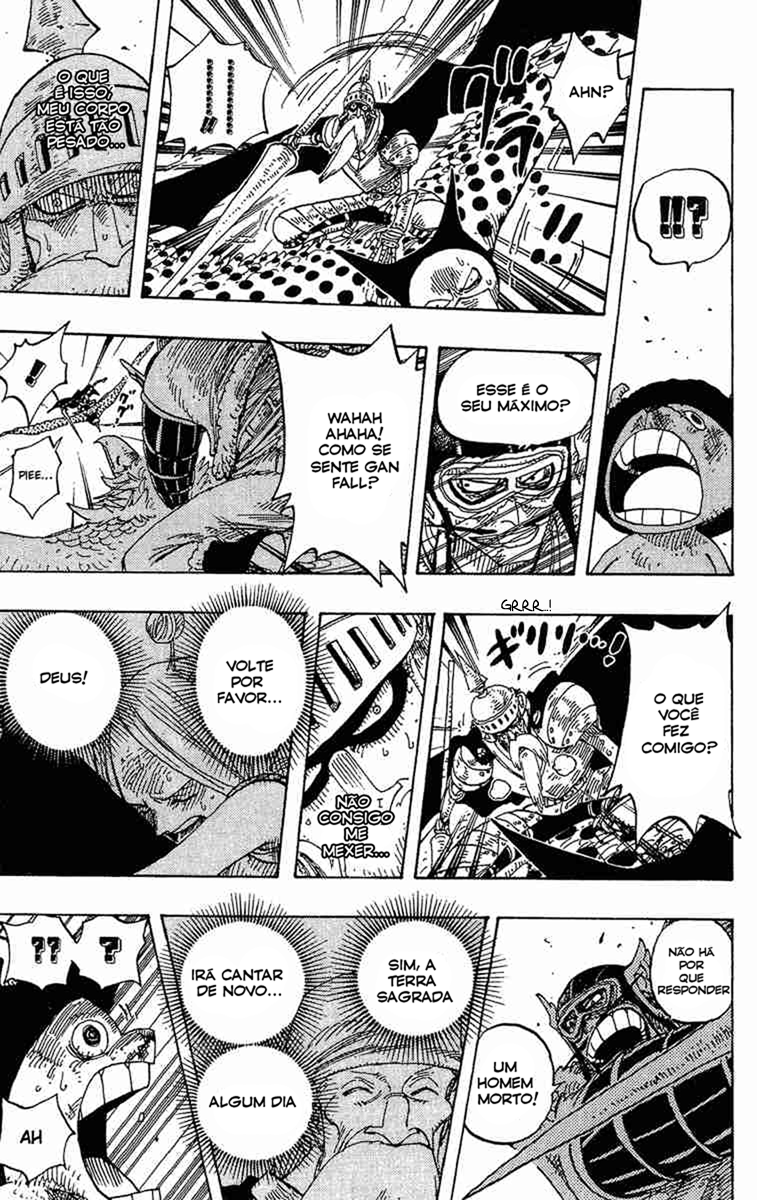 !!?
AHN?
!!
O QUE
É ISSO,
MEU CORPO
ESTÁ TÃO
PESADO...
ESSE É O
SEU MÁXIMO?
WAHAH
AHAHA!
COMO SE
SENTE GAN
FALL?
!
PIEE...
GRRR...!
O QUE
VOCÊ
FEZ
COMIGO?
NÃO
CONSIGO
ME
MEXER...
VOLTE
POR
FAVOR...
DEUS!
NÃO HÁ
POR
QUE
RESPONDER
UM
HOMEM
MORTO!
SIM, A
TERRA
SAGRADA
IRÁ CANTAR
DE NOVO...
ALGUM DIA
?? ?
AH